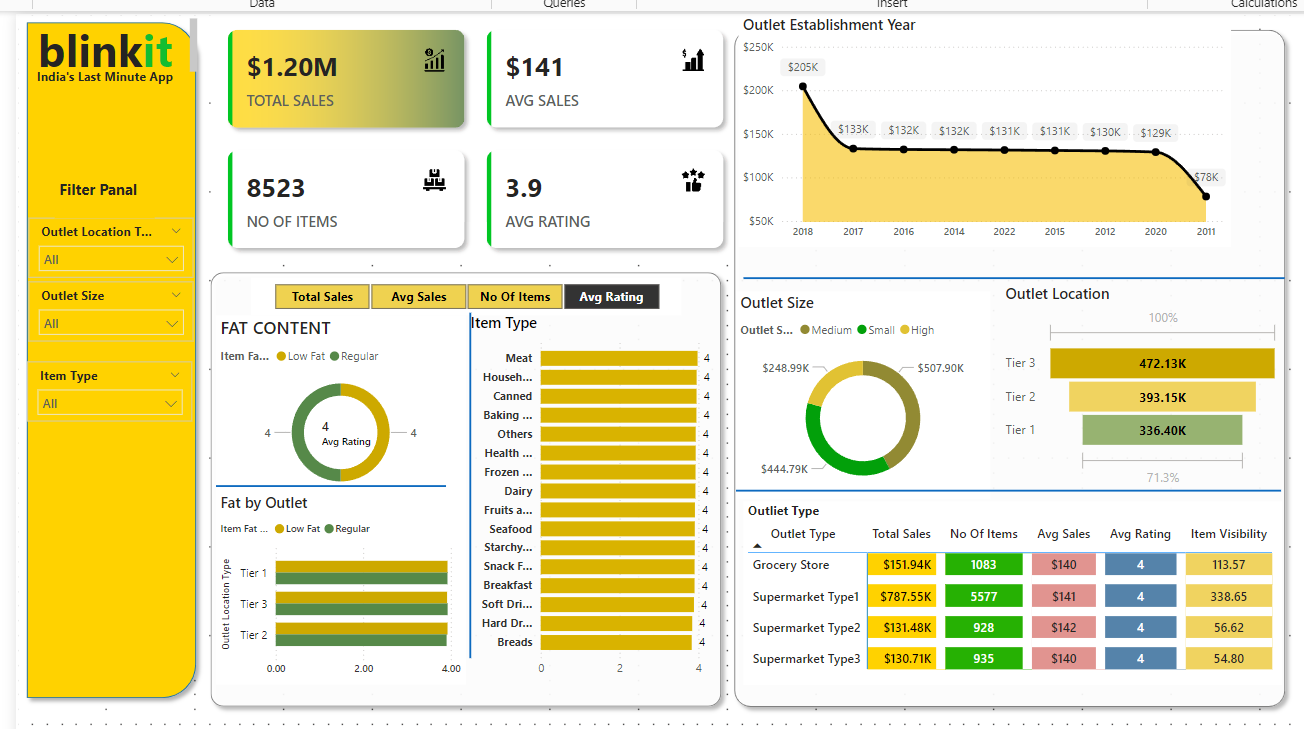 Data Queries Insert Calculations
blinkit
India's Last Minute App
Filter Panal
Outlet Location T...
All
Outlet Size
All
Item Type
All
$1.20M
TOTAL SALES
$141
AVG SALES
8523
NO OF ITEMS
3.9
AVG RATING
Total Sales Avg Sales No Of Items Avg Rating
FAT CONTENT
Item Fa... Low Fat Regular
4
4
Avg Rating
4
Fat by Outlet
Item Fat ... Low Fat Regular
Outlet Location Type
Tier 1
Tier 3
Tier 2
0.00 2.00 4.00
Item Type
Meat 4
Househ... 4
Canned 4
Baking ... 4
Others 4
Health ... 4
Frozen ... 4
Dairy 4
Fruits a... 4
Seafood 4
Starchy... 4
Snack F... 4
Breakfast 4
Soft Dri... 4
Hard Dr... 4
Breads 4
0 2 4
Outlet Establishment Year
$250K
$200K
$150K
$100K
$50K
$205K $133K $132K $132K $131K $131K $130K $129K $78K
2018 2017 2016 2014 2022 2015 2012 2020 2011
Outlet Size
Outlet S... Medium Small High
$248.99K
$507.90K
$444.79K
Outlet Location
100%
Tier 3 472.13K
Tier 2 393.15K
Tier 1 336.40K
71.3%
Outliet Type
Outlet Type Total Sales No Of Items Avg Sales Avg Rating Item Visibility
Grocery Store $151.94K 1083 $140 4 113.57
Supermarket Type1 $787.55K 5577 $141 4 338.65
Supermarket Type2 $131.48K 928 $142 4 56.62
Supermarket Type3 $130.71K 935 $140 4 54.80